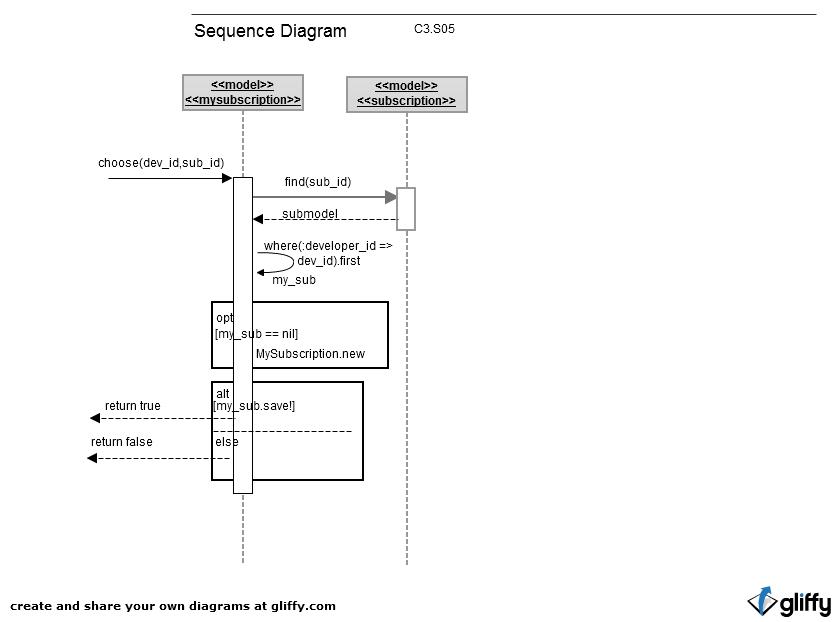 Sequence Diagram
C3.S05
<<model>>
<<mysubscription>>
<<model>>
<<subscription>>
choose(dev_id,sub_id)
find(sub_id)
submodel
where(:developer_id =>
dev_id).first
my_sub
opt
[my_sub == nil]
MySubscription.new
alt
[my_sub.save!]
return true
return false
else
create and share your own diagrams at gliffy.com
gliffy